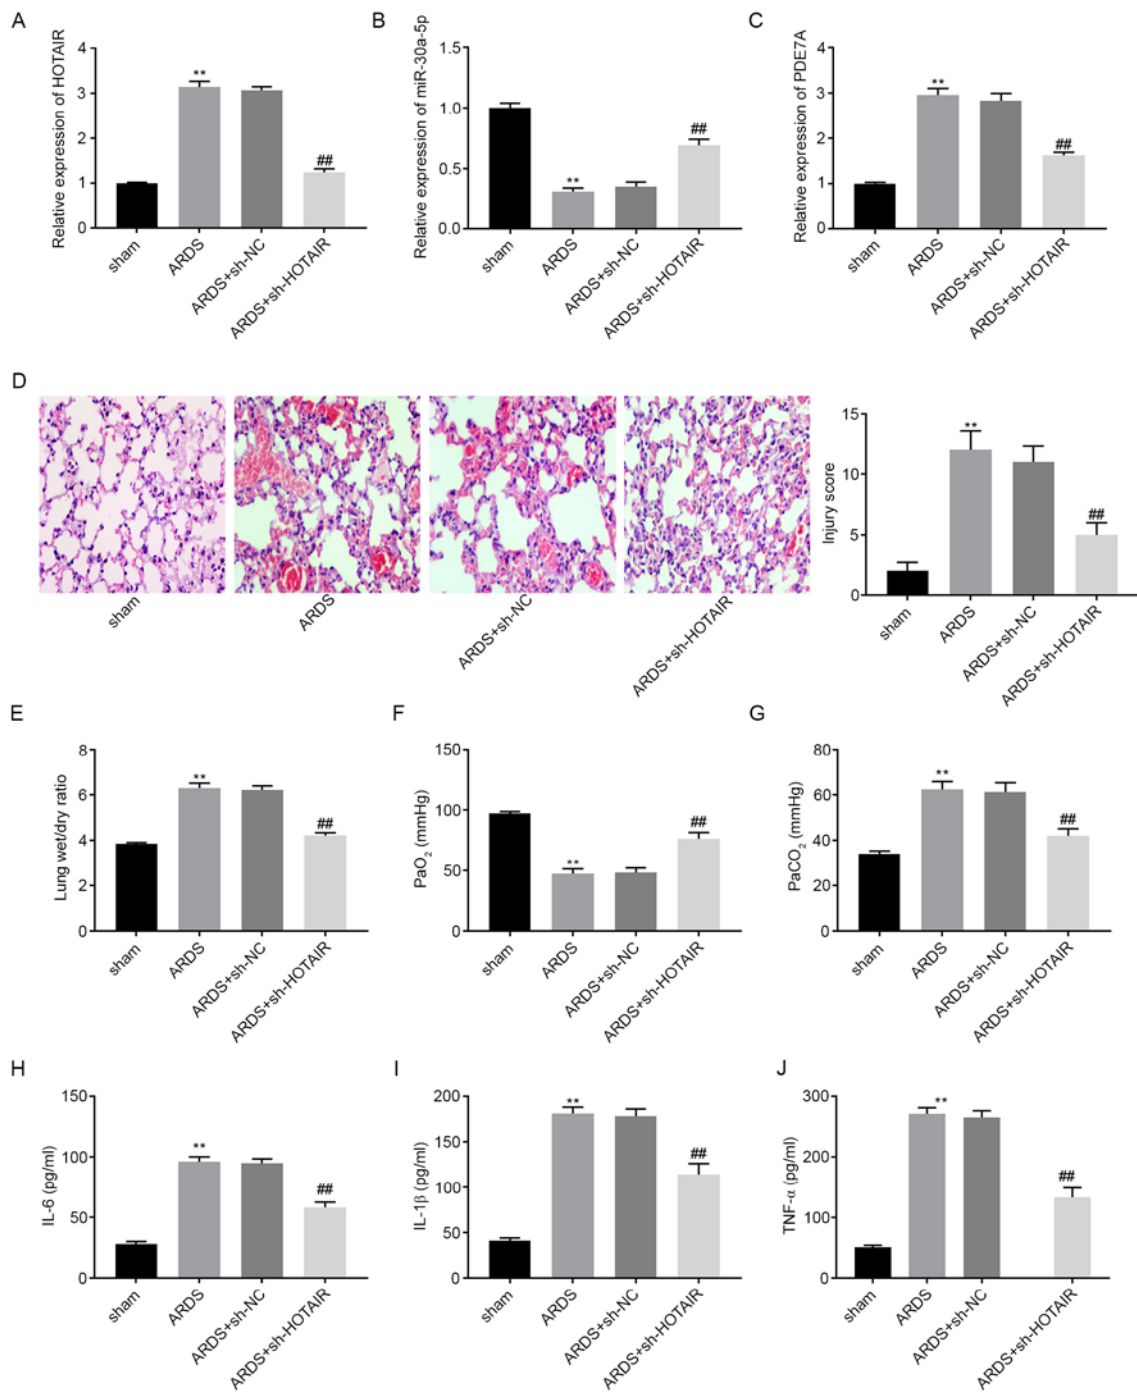 A
Relative expression of HOTAIR
4
3
2
1
0
**
##
sham
ARDS
ARDS+sh-NC
ARDS+sh-HOTAIR
B
Relative expression of miR-30a-5p
1.5
1.0
0.5
0.0
**
##
sham
ARDS
ARDS+sh-NC
ARDS+sh-HOTAIR
C
Relative expression of PDE7A
4
3
2
1
0
**
##
sham
ARDS
ARDS+sh-NC
ARDS+sh-HOTAIR
D
sham
ARDS
ARDS+sh-NC
ARDS+sh-HOTAIR
Injury score
15
10
5
0
**
##
sham
ARDS
ARDS+sh-NC
ARDS+sh-HOTAIR
E
Lung wet/dry ratio
8
6
4
2
0
**
##
sham
ARDS
ARDS+sh-NC
ARDS+sh-HOTAIR
F
PaO₂ (mmHg)
150
100
50
0
**
##
sham
ARDS
ARDS+sh-NC
ARDS+sh-HOTAIR
G
PaCO₂ (mmHg)
80
60
40
20
0
**
##
sham
ARDS
ARDS+sh-NC
ARDS+sh-HOTAIR
H
IL-6 (pg/ml)
150
100
50
0
**
##
sham
ARDS
ARDS+sh-NC
ARDS+sh-HOTAIR
I
IL-1β (pg/ml)
200
150
100
50
0
**
##
sham
ARDS
ARDS+sh-NC
ARDS+sh-HOTAIR
J
TNF-α (pg/ml)
300
200
100
0
**
##
sham
ARDS
ARDS+sh-NC
ARDS+sh-HOTAIR